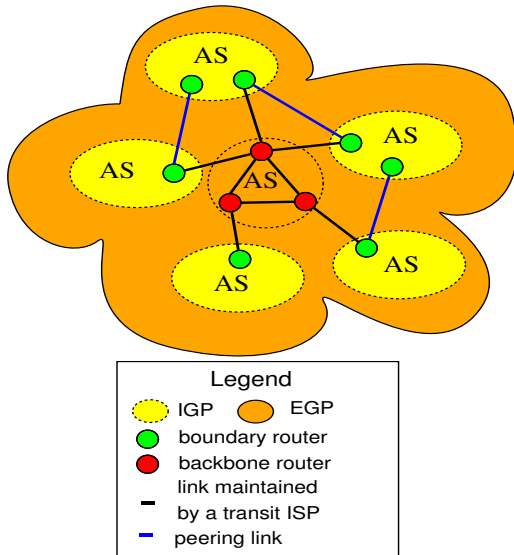 AS
AS
AS
AS
AS
AS
Legend
IGP EGP
boundary router
backbone router
link maintained
by a transit ISP
peering link